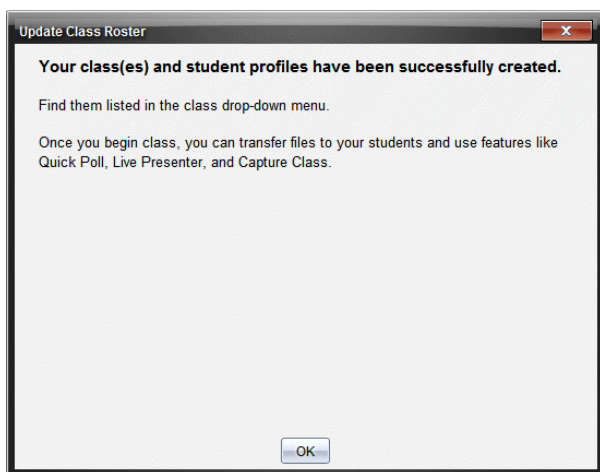 Update Class Roster
X
Your class(es) and student profiles have been successfully created.
Find them listed in the class drop-down menu.
Once you begin class, you can transfer files to your students and use features like
Quick Poll, Live Presenter, and Capture Class.
OK